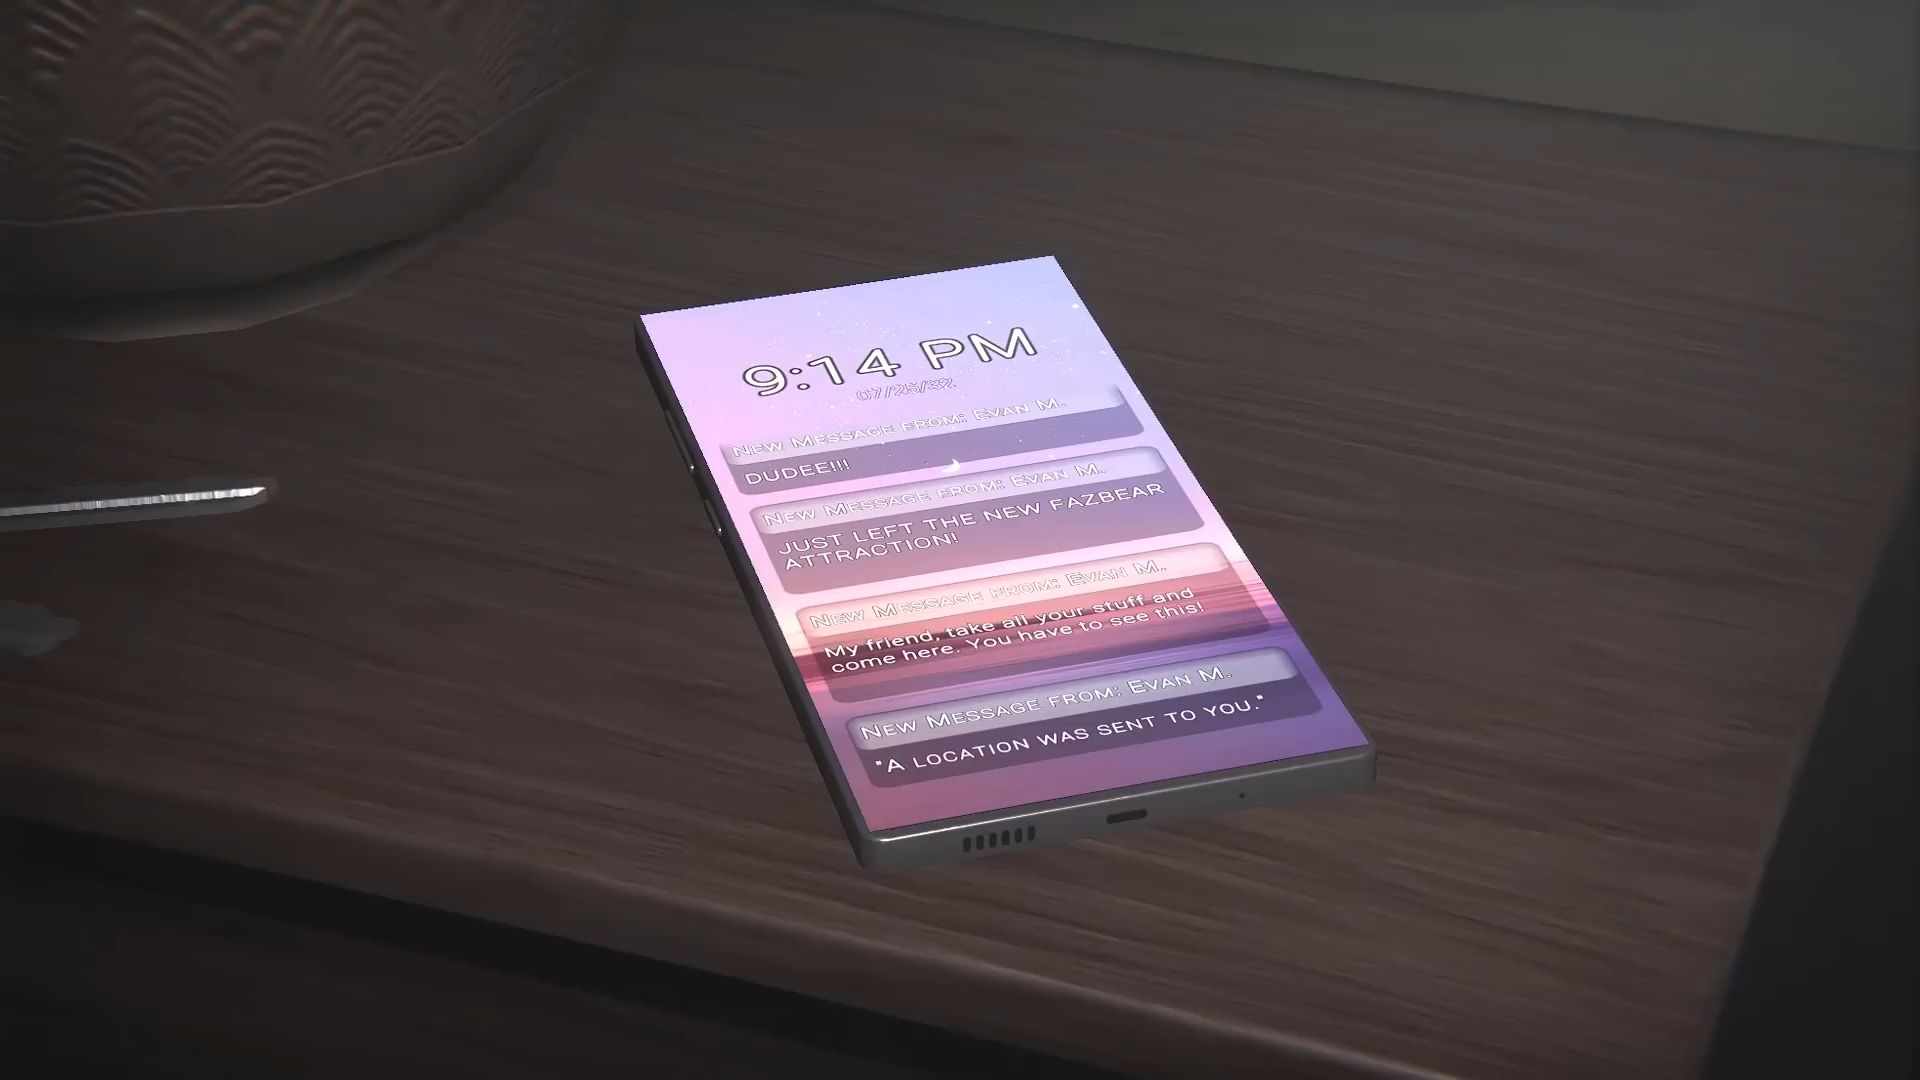 9:14 PM
07/25/32
New Message from: Evan M.
DUDEE!!!
New Message from: Evan M.
JUST LEFT THE NEW FAZBEAR
ATTRACTION!
New Message from: Evan M.
My friend, take all your stuff and
come here. You have to see this!
New Message from: Evan M.
"A LOCATION WAS SENT TO YOU."